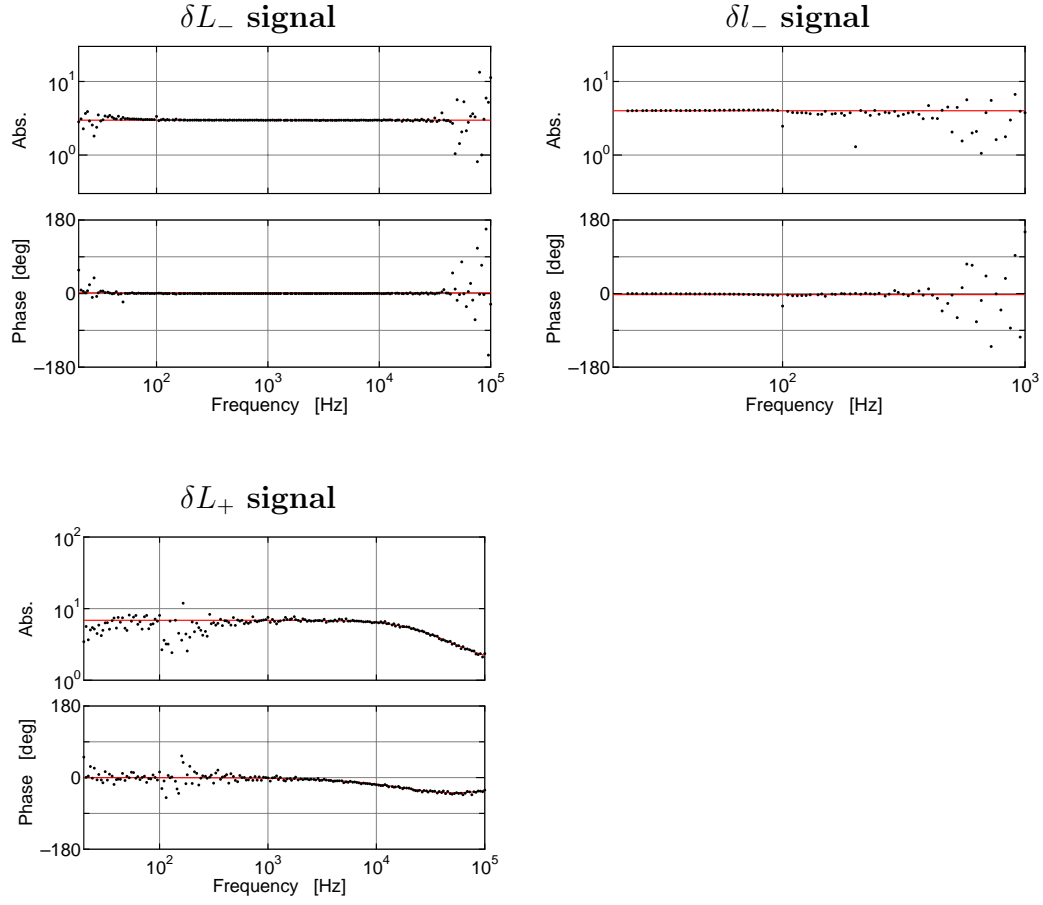 δL₋ signal
10¹
10⁰
Abs.
180
0
−180
Phase [deg]
10² 10³ 10⁴ 10⁵
Frequency [Hz]
δl₋ signal
10¹
10⁰
Abs.
180
0
−180
Phase [deg]
10² 10³
Frequency [Hz]
δL₊ signal
10²
10¹
10⁰
Abs.
180
0
−180
Phase [deg]
10² 10³ 10⁴ 10⁵
Frequency [Hz]